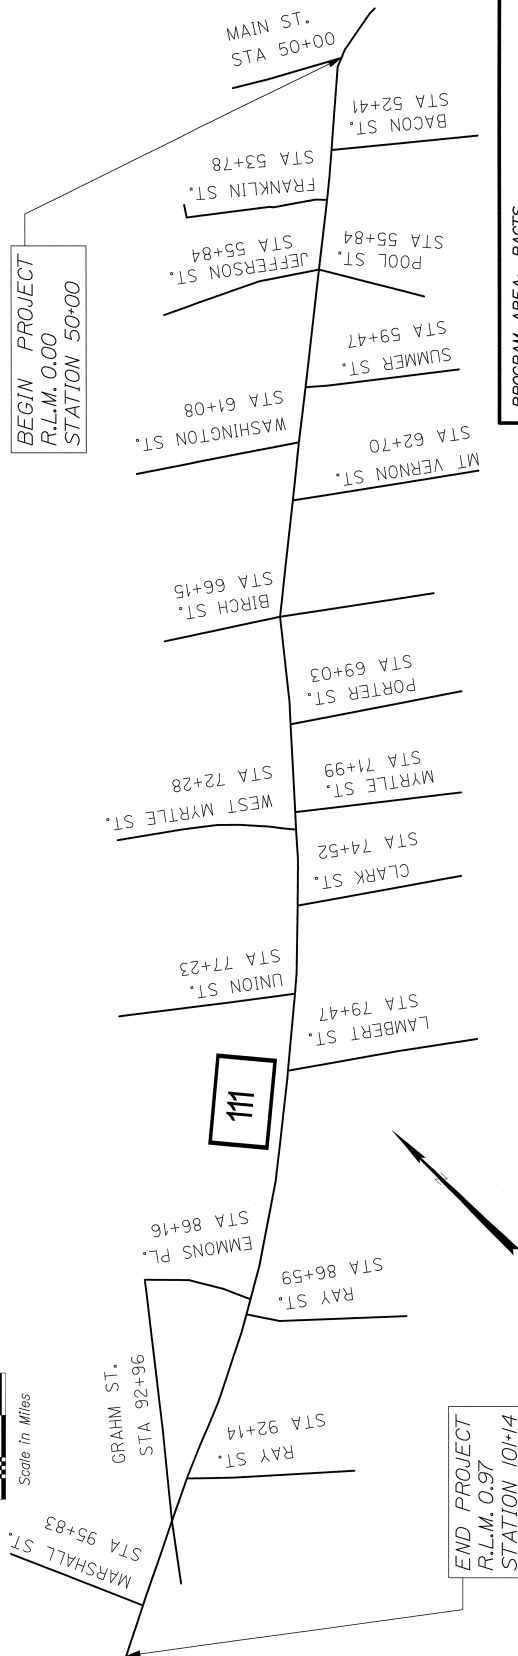 MAIN ST.
STA 50+00
BEGIN PROJECT
R.L.M. 0.00
STATION 50+00
BACON ST.
STA 52+41
FRANKLIN ST.
STA 53+78
JEFFERSON ST.
STA 55+84
POOL ST.
STA 55+84
SUMMER ST.
STA 59+47
WASHINGTON ST.
STA 61+08
MT VERNON ST.
STA 62+70
BIRCH ST.
STA 66+15
PORTER ST.
STA 69+03
MYRTLE ST.
STA 71+99
WEST MYRTLE ST.
STA 72+28
CLARK ST.
STA 74+52
UNION ST.
STA 77+23
LAMBERT ST.
STA 79+47
111
EMMONS PL.
STA 86+16
RAY ST.
STA 86+59
RAY ST.
STA 92+14
GRAHM ST.
STA 92+96
MARSHALL ST.
STA 95+83
Scale in Miles
END PROJECT
R.L.M. 0.97
STATION 101+14